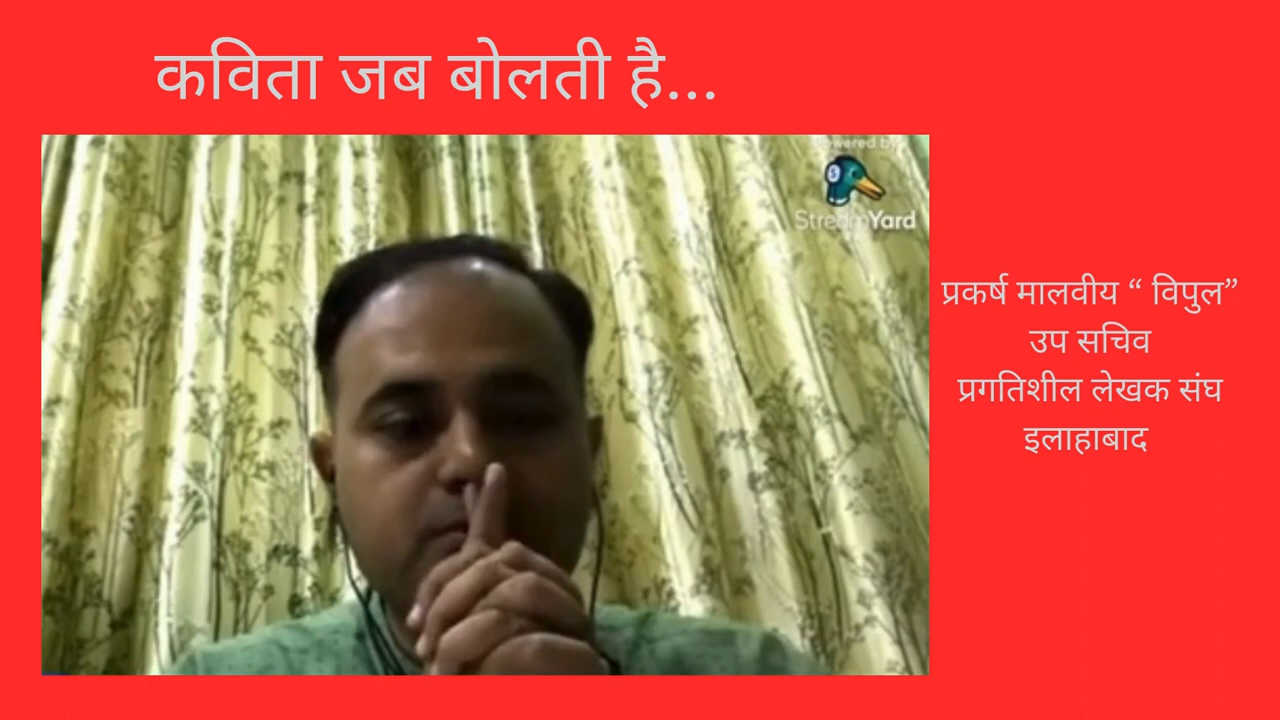 कविता जब बोलती है...
Powered by
StreamYard
प्रकर्ष मालवीय “ विपुल”
उप सचिव
प्रगतिशील लेखक संघ
इलाहाबाद